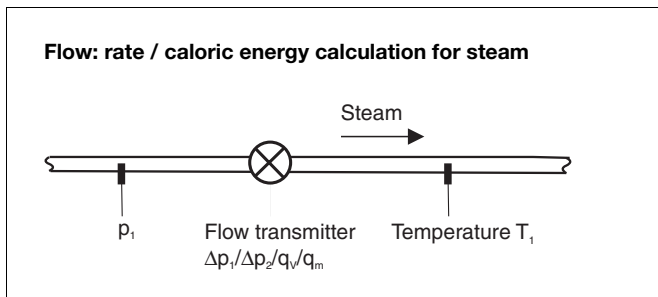 Flow: rate / caloric energy calculation for steam
Steam
p₁
Flow transmitter
Δp₁/Δp₂/qᵥ/qₘ
Temperature T₁